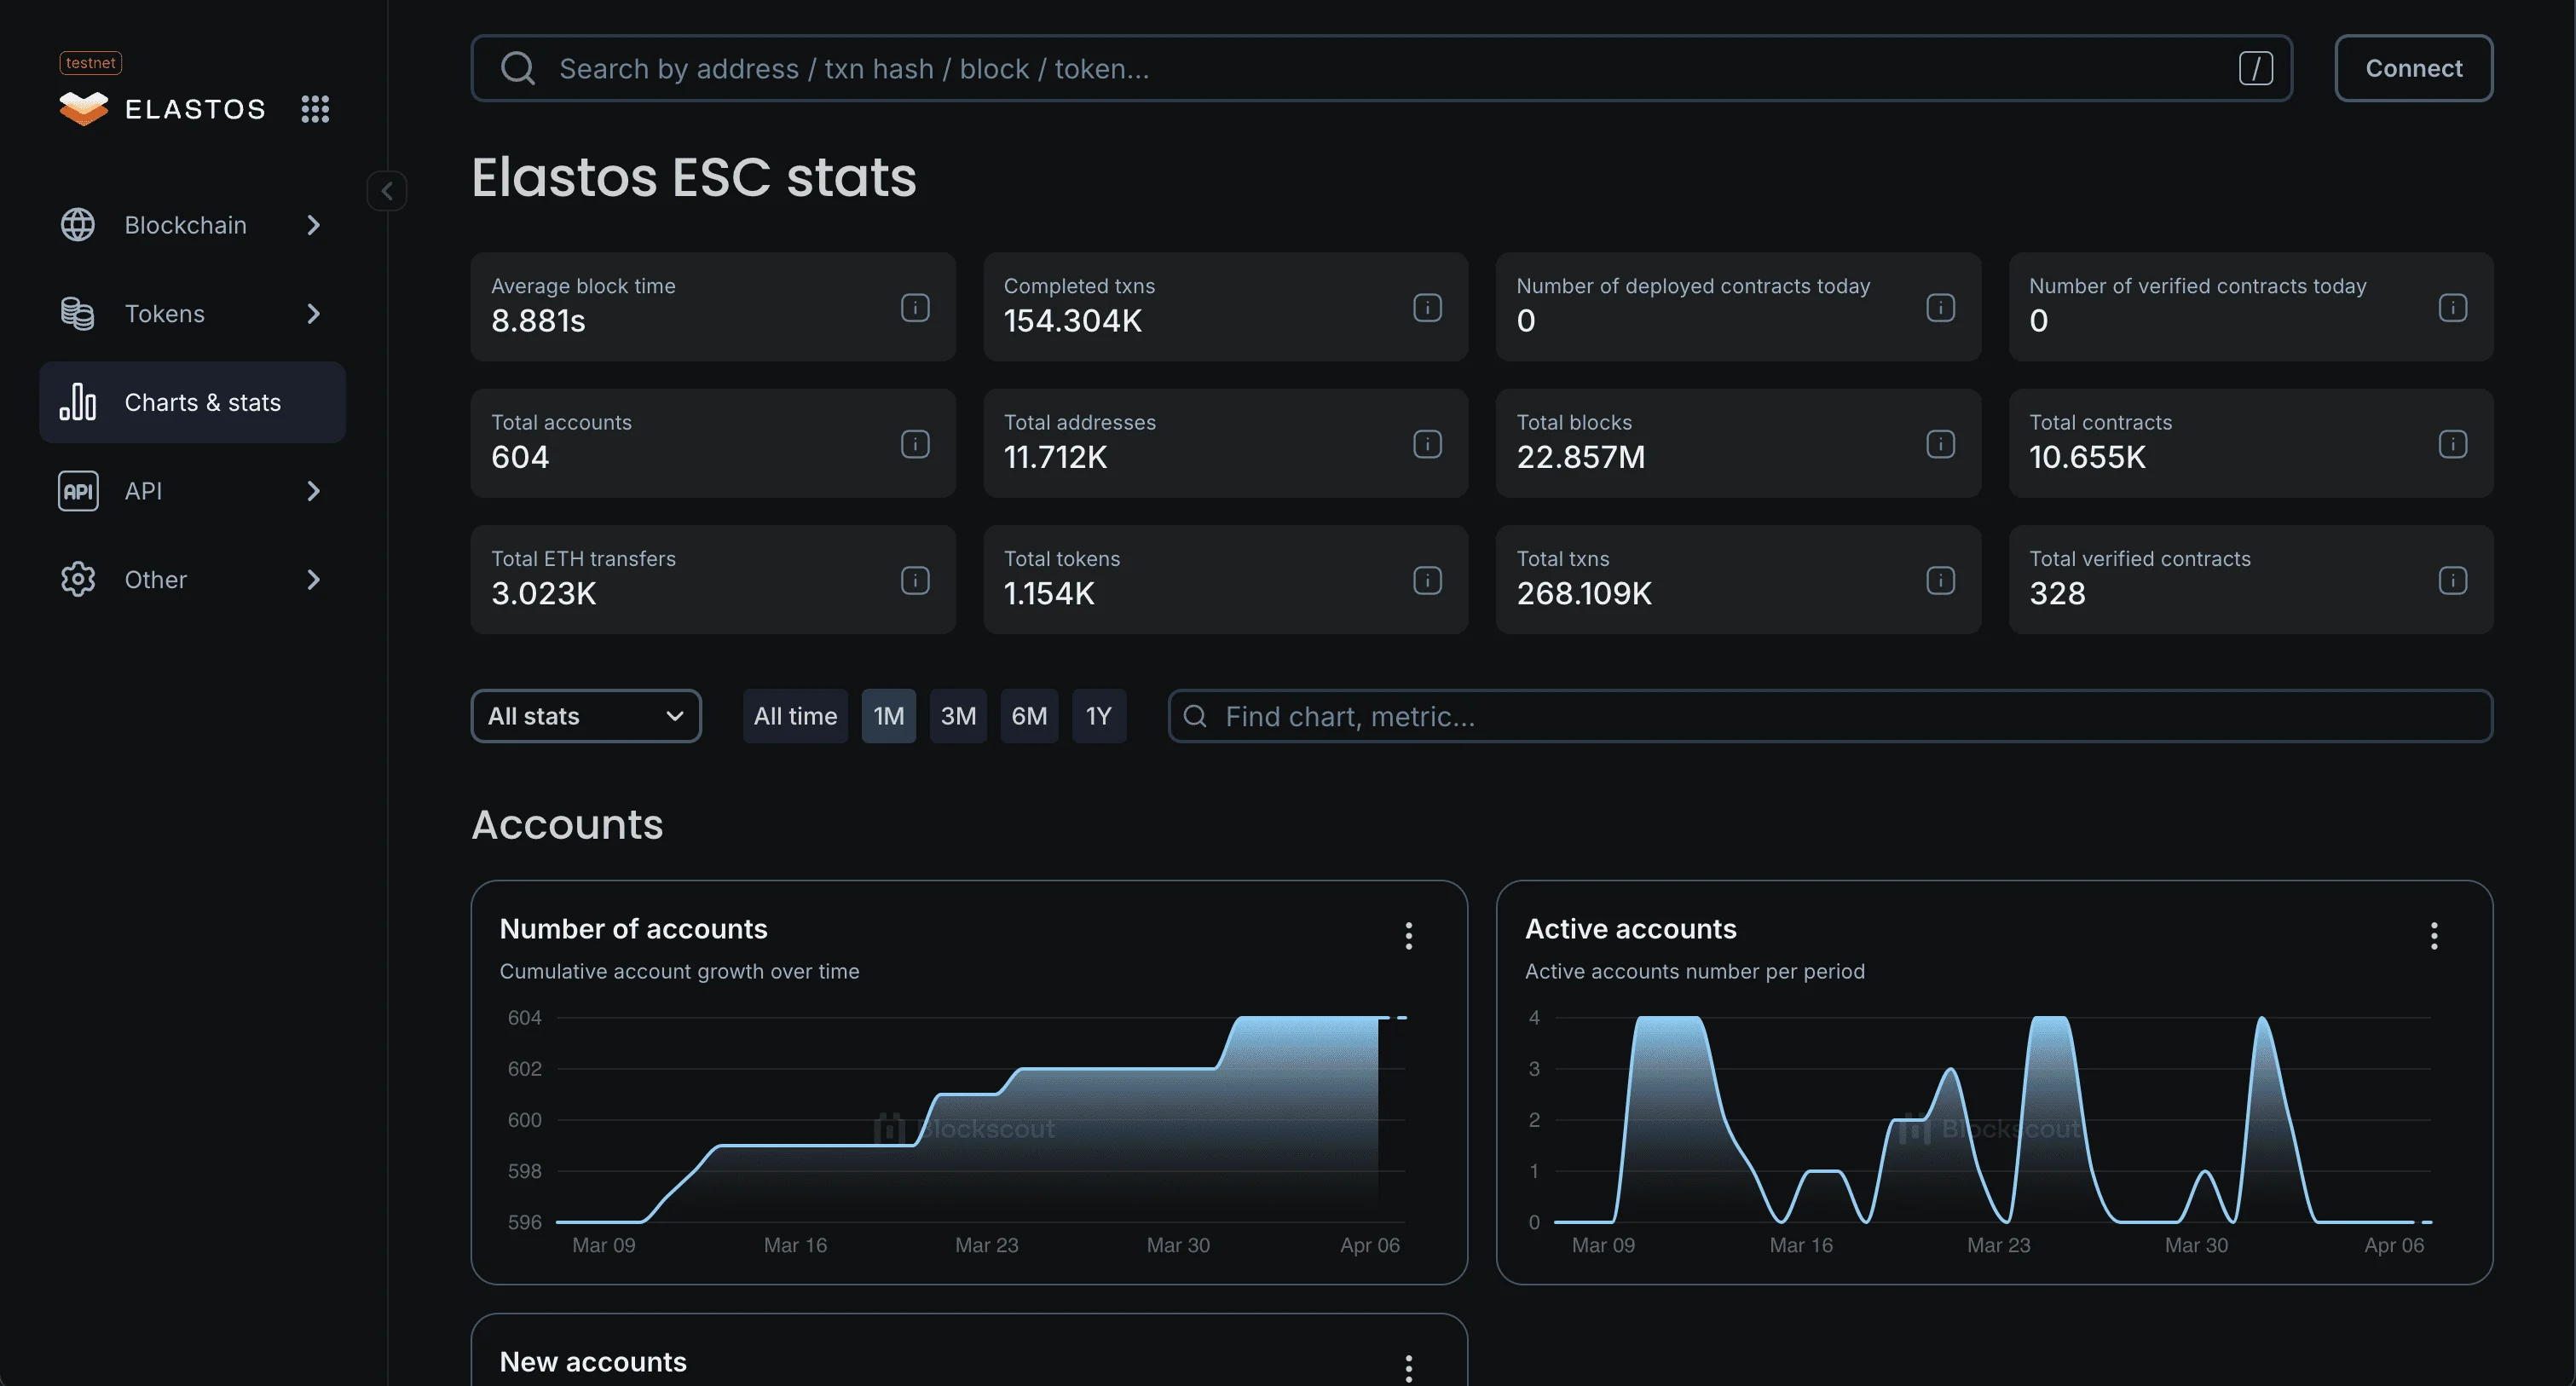 testnet
ELASTOS
Blockchain
Tokens
Charts & stats
API
API
Other
Search by address / txn hash / block / token...
/
Connect
Elastos ESC stats
Average block time
8.881s
Completed txns
154.304K
Number of deployed contracts today
0
Number of verified contracts today
0
Total accounts
604
Total addresses
11.712K
Total blocks
22.857M
Total contracts
10.655K
Total ETH transfers
3.023K
Total tokens
1.154K
Total txns
268.109K
Total verified contracts
328
All stats
All time
1M
3M
6M
1Y
Find chart, metric...
Accounts
Number of accounts
Cumulative account growth over time
604
602
600
598
596
Blockscout
Mar 09
Mar 16
Mar 23
Mar 30
Apr 06
Active accounts
Active accounts number per period
4
3
2
1
0
Blockscout
Mar 09
Mar 16
Mar 23
Mar 30
Apr 06
New accounts